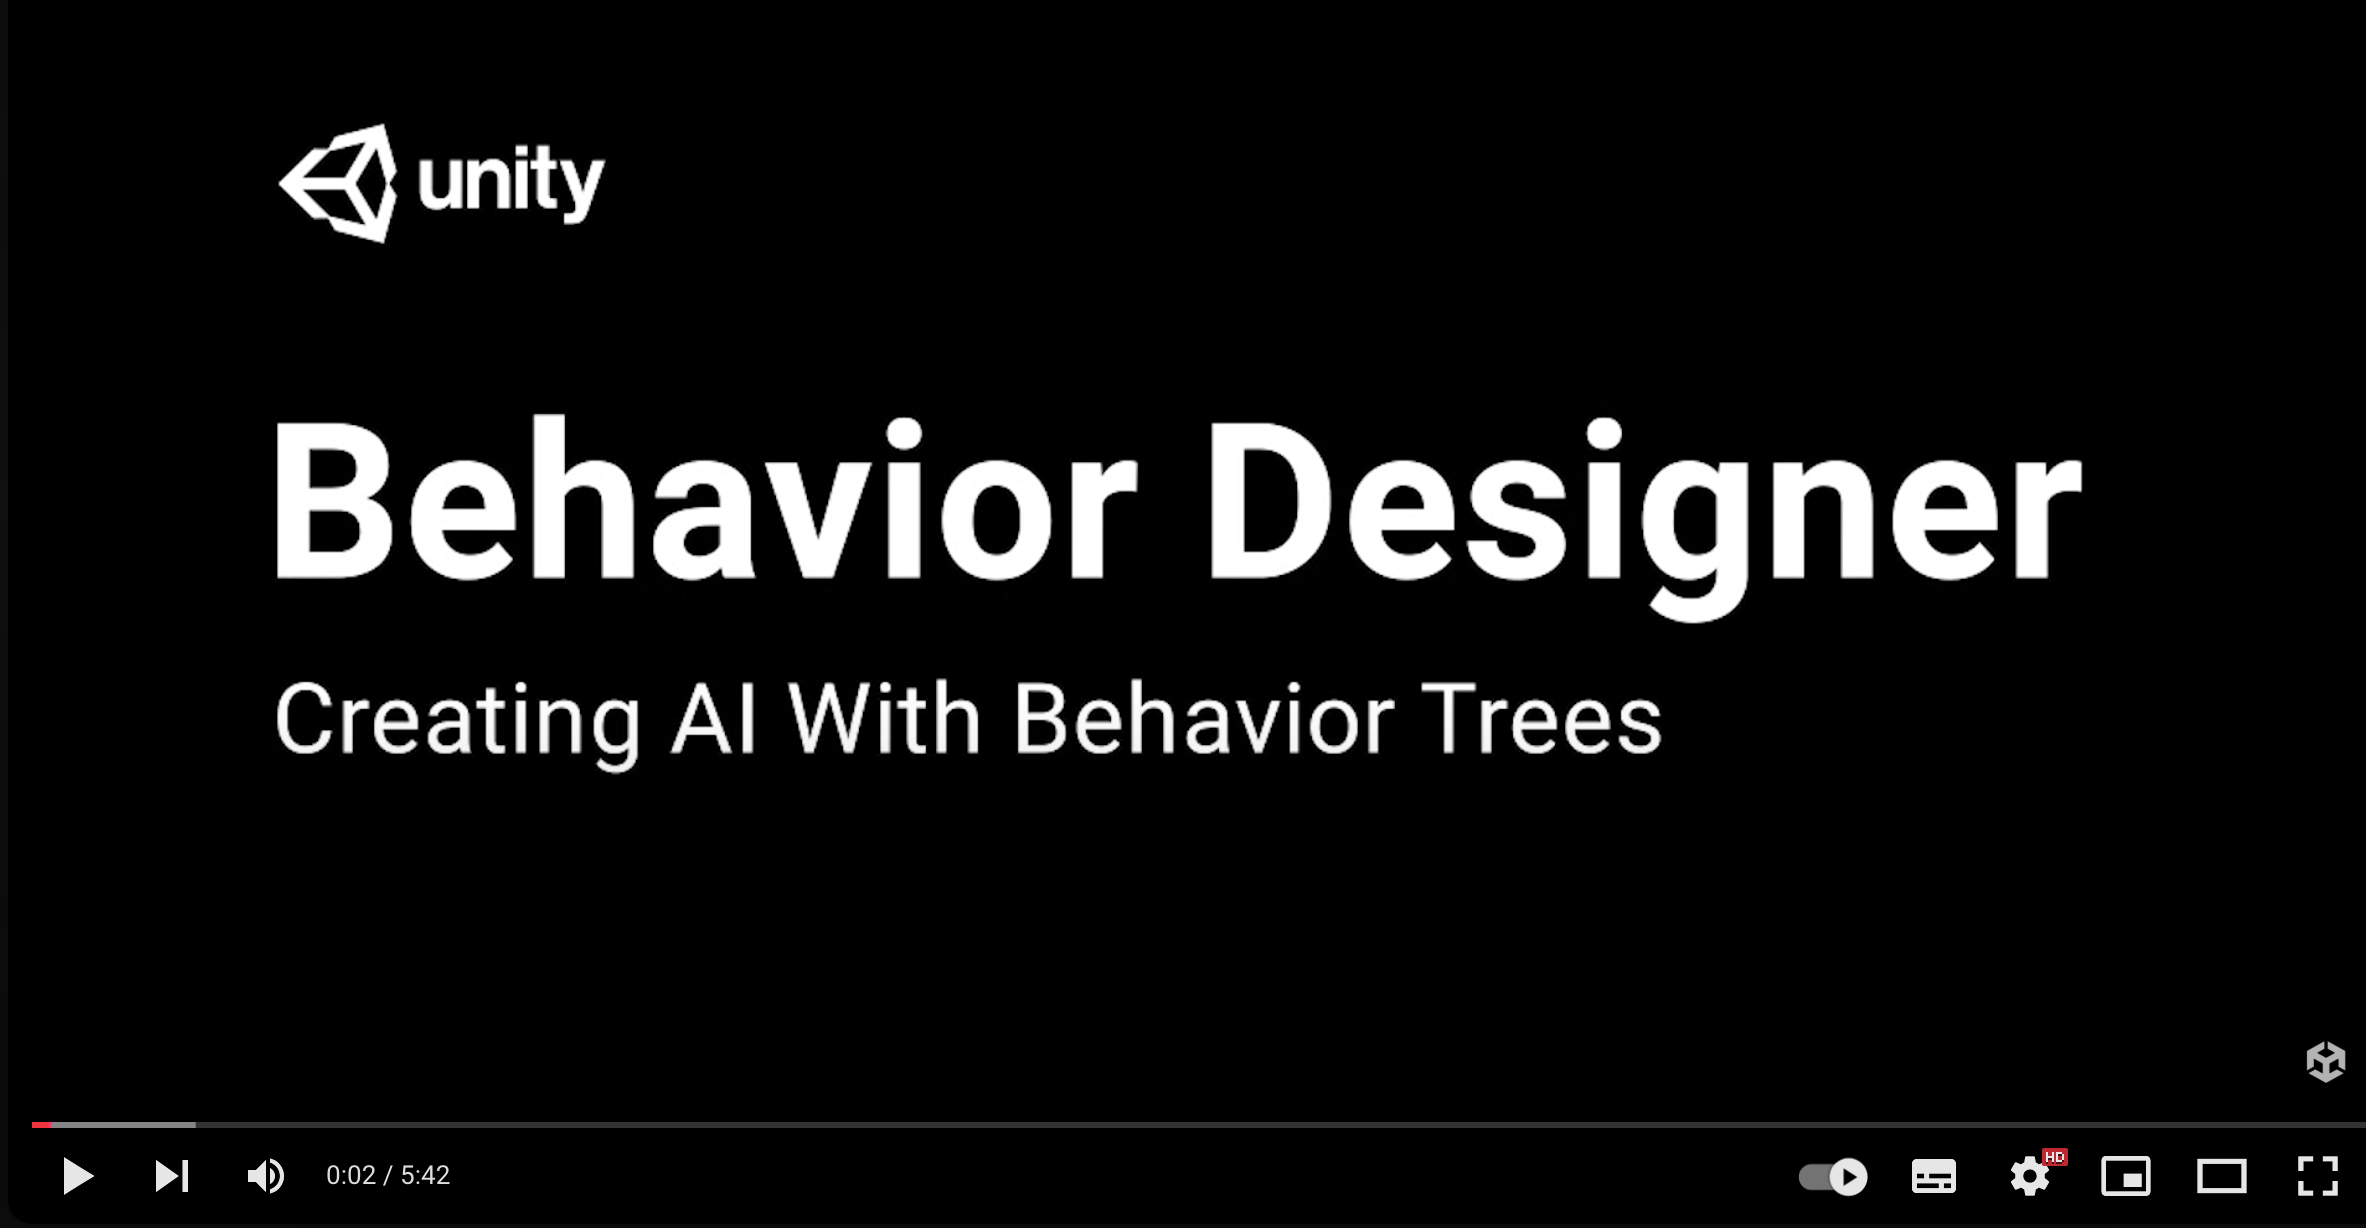 unity
Behavior Designer
Creating AI With Behavior Trees
0:02 / 5:42
HD